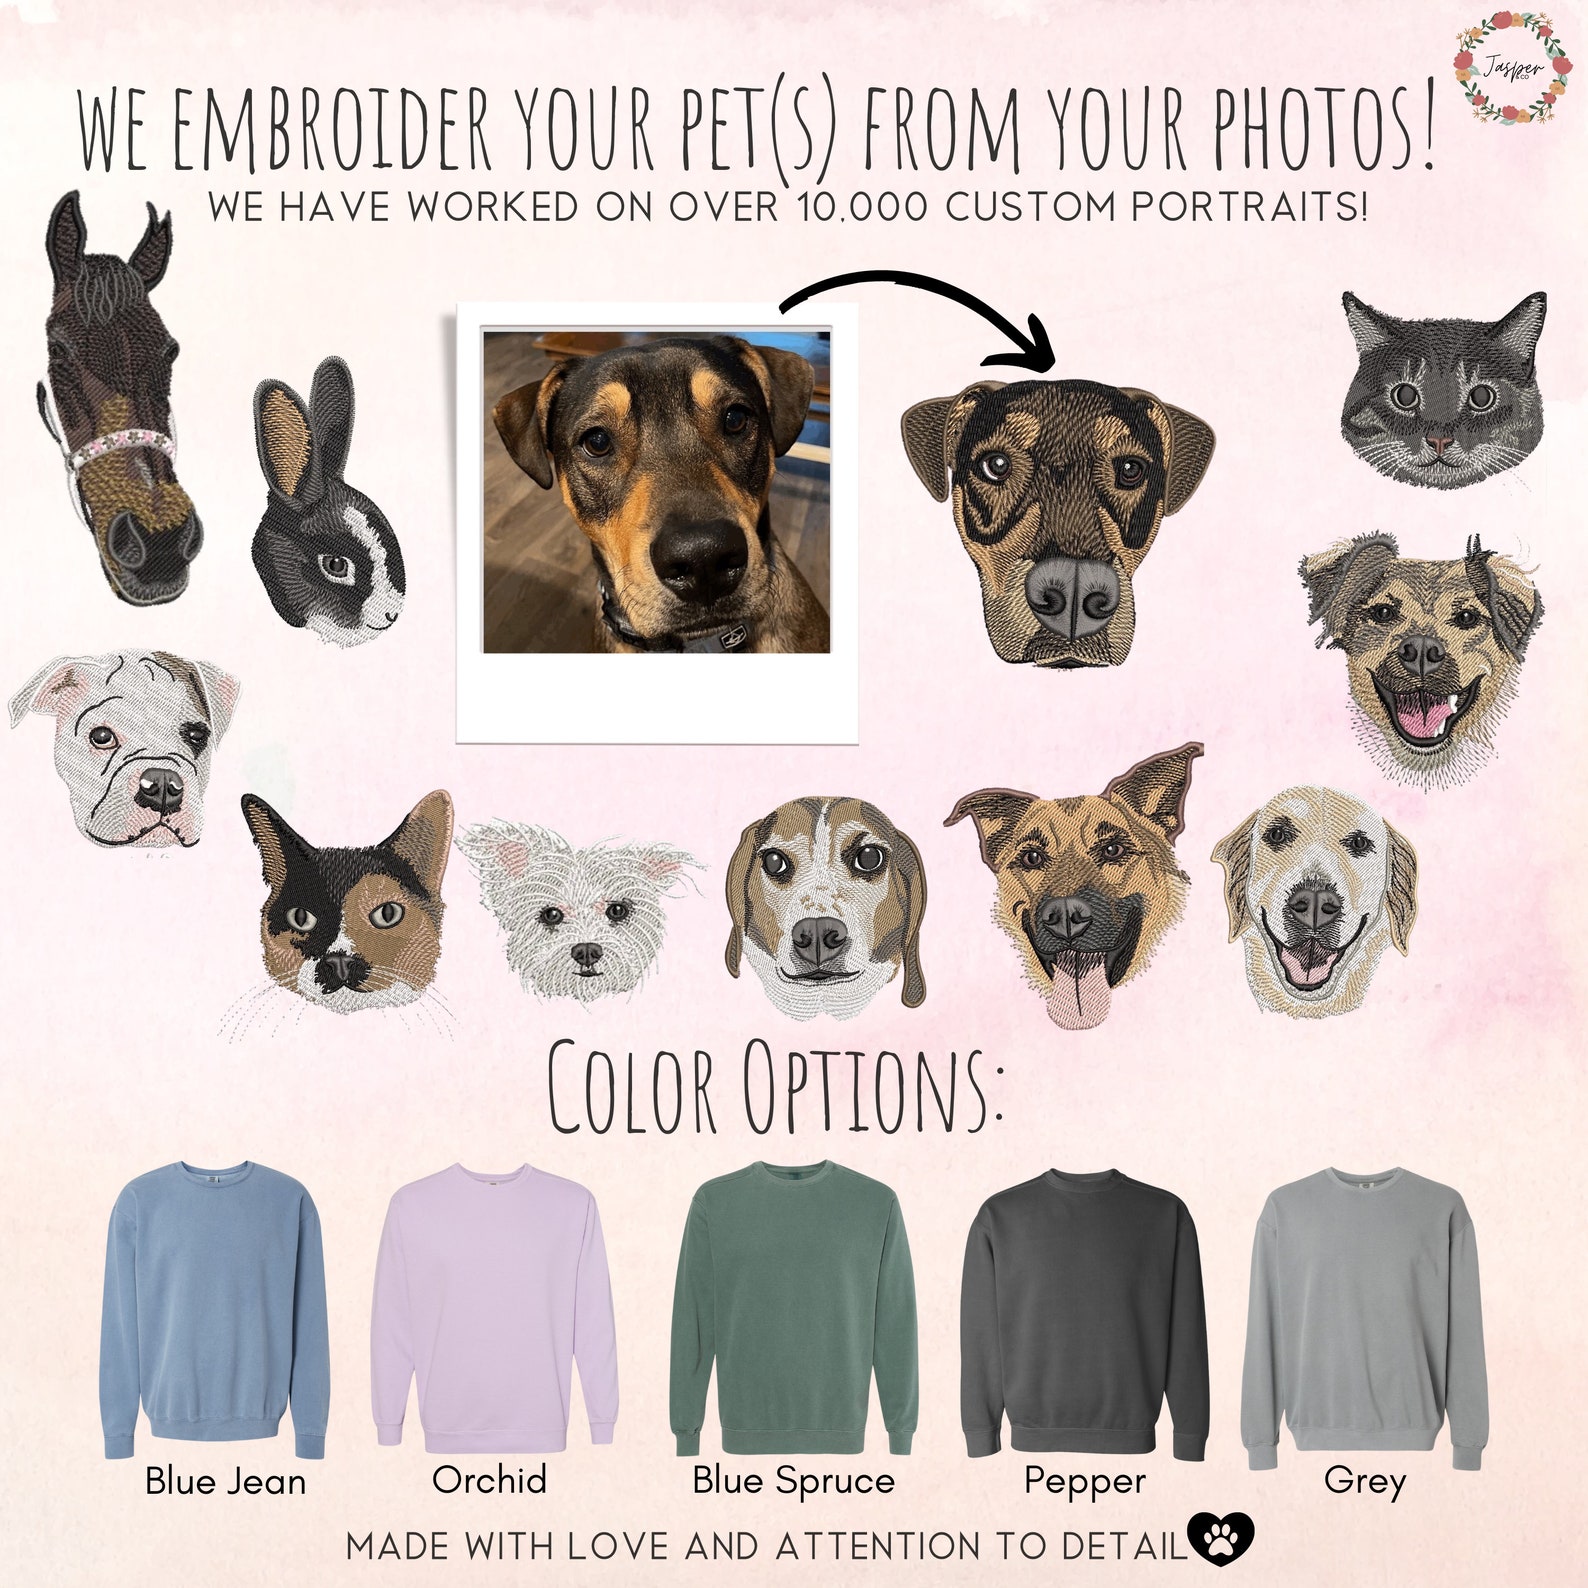 Jasper
&CO
WE EMBROIDER YOUR PET(S) FROM YOUR PHOTOS!
WE HAVE WORKED ON OVER 10,000 CUSTOM PORTRAITS!
COLOR OPTIONS:
Blue Jean
Orchid
Blue Spruce
Pepper
Grey
MADE WITH LOVE AND ATTENTION TO DETAIL